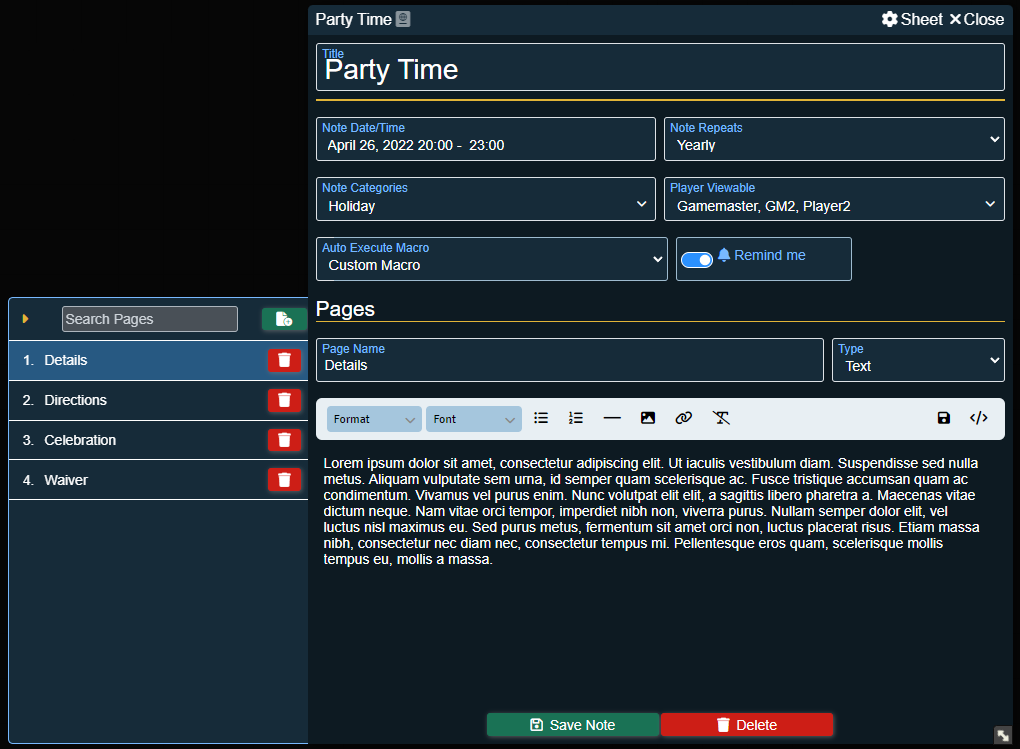 Party Time
Sheet Close
Title
Party Time
Note Date/Time
April 26, 2022 20:00 - 23:00
Note Repeats
Yearly
Note Categories
Holiday
Player Viewable
Gamemaster, GM2, Player2
Auto Execute Macro
Custom Macro
Remind me
Search Pages
1. Details
2. Directions
3. Celebration
4. Waiver
Pages
Page Name
Details
Type
Text
Format
Font
Lorem ipsum dolor sit amet, consectetur adipiscing elit. Ut iaculis vestibulum diam. Suspendisse sed nulla
metus. Aliquam vulputate sem urna, id semper quam scelerisque ac. Fusce tristique accumsan quam ac
condimentum. Vivamus vel purus enim. Nunc volutpat elit elit, a sagittis libero pharetra a. Maecenas vitae
dictum neque. Nam vitae orci tempor, imperdiet nibh non, viverra purus. Nullam semper dolor elit, vel
luctus nisl maximus eu. Sed purus metus, fermentum sit amet orci non, luctus placerat risus. Etiam massa
nibh, consectetur nec diam nec, consectetur tempus mi. Pellentesque eros quam, scelerisque mollis
tempus eu, mollis a massa.
Save Note
Delete